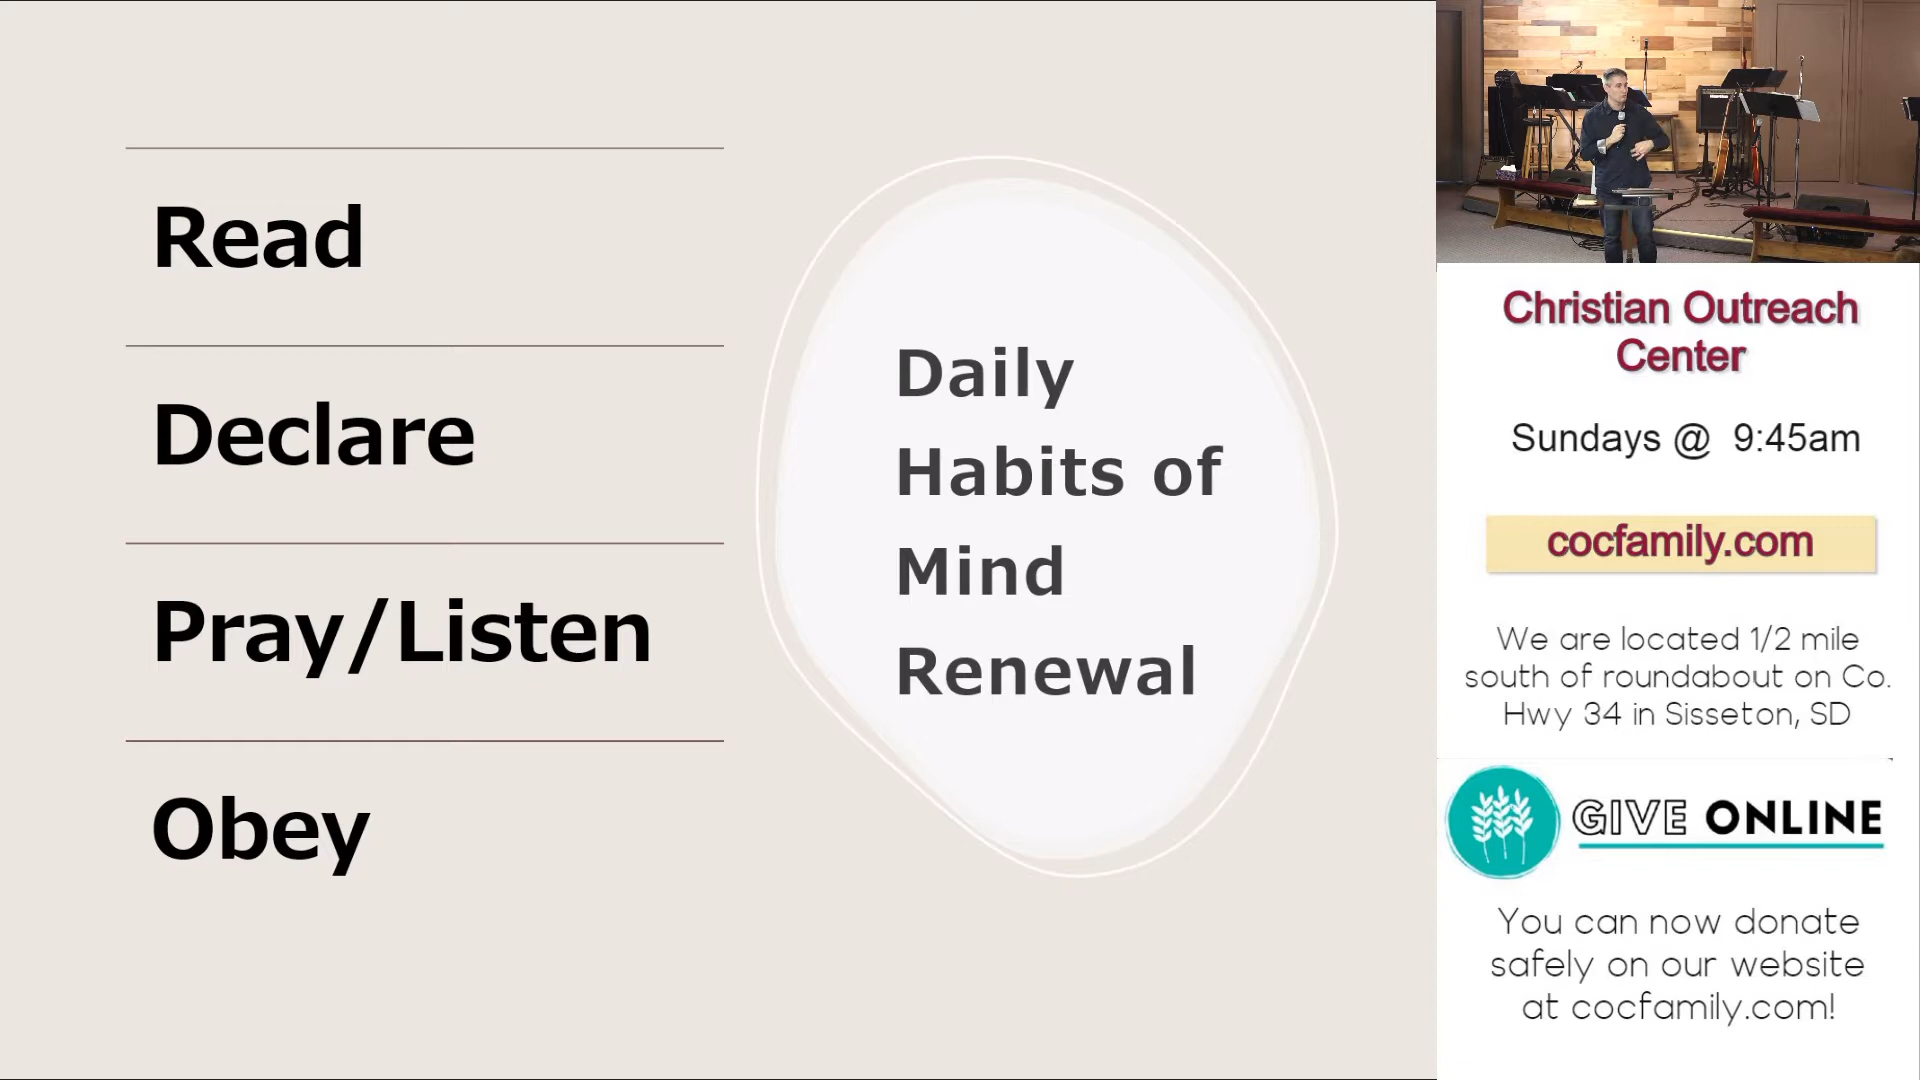 Read
Declare
Pray/Listen
Obey
Daily
Habits of
Mind
Renewal
Christian Outreach
Center
Sundays @ 9:45am
cocfamily.com
We are located 1/2 mile
south of roundabout on Co.
Hwy 34 in Sisseton, SD
GIVE ONLINE
You can now donate
safely on our website
at cocfamily.com!